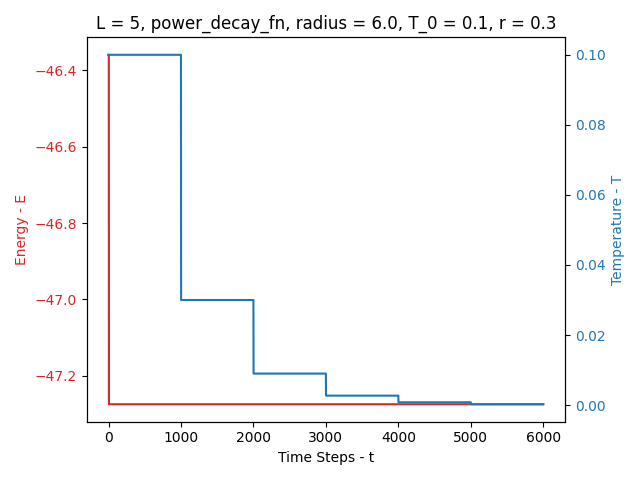 L = 5, power_decay_fn, radius = 6.0, T_0 = 0.1, r = 0.3
−46.4
−46.6
−46.8
−47.0
−47.2
Energy - E
0.10
0.08
0.06
0.04
0.02
0.00
Temperature - T
0 1000 2000 3000 4000 5000 6000
Time Steps - t